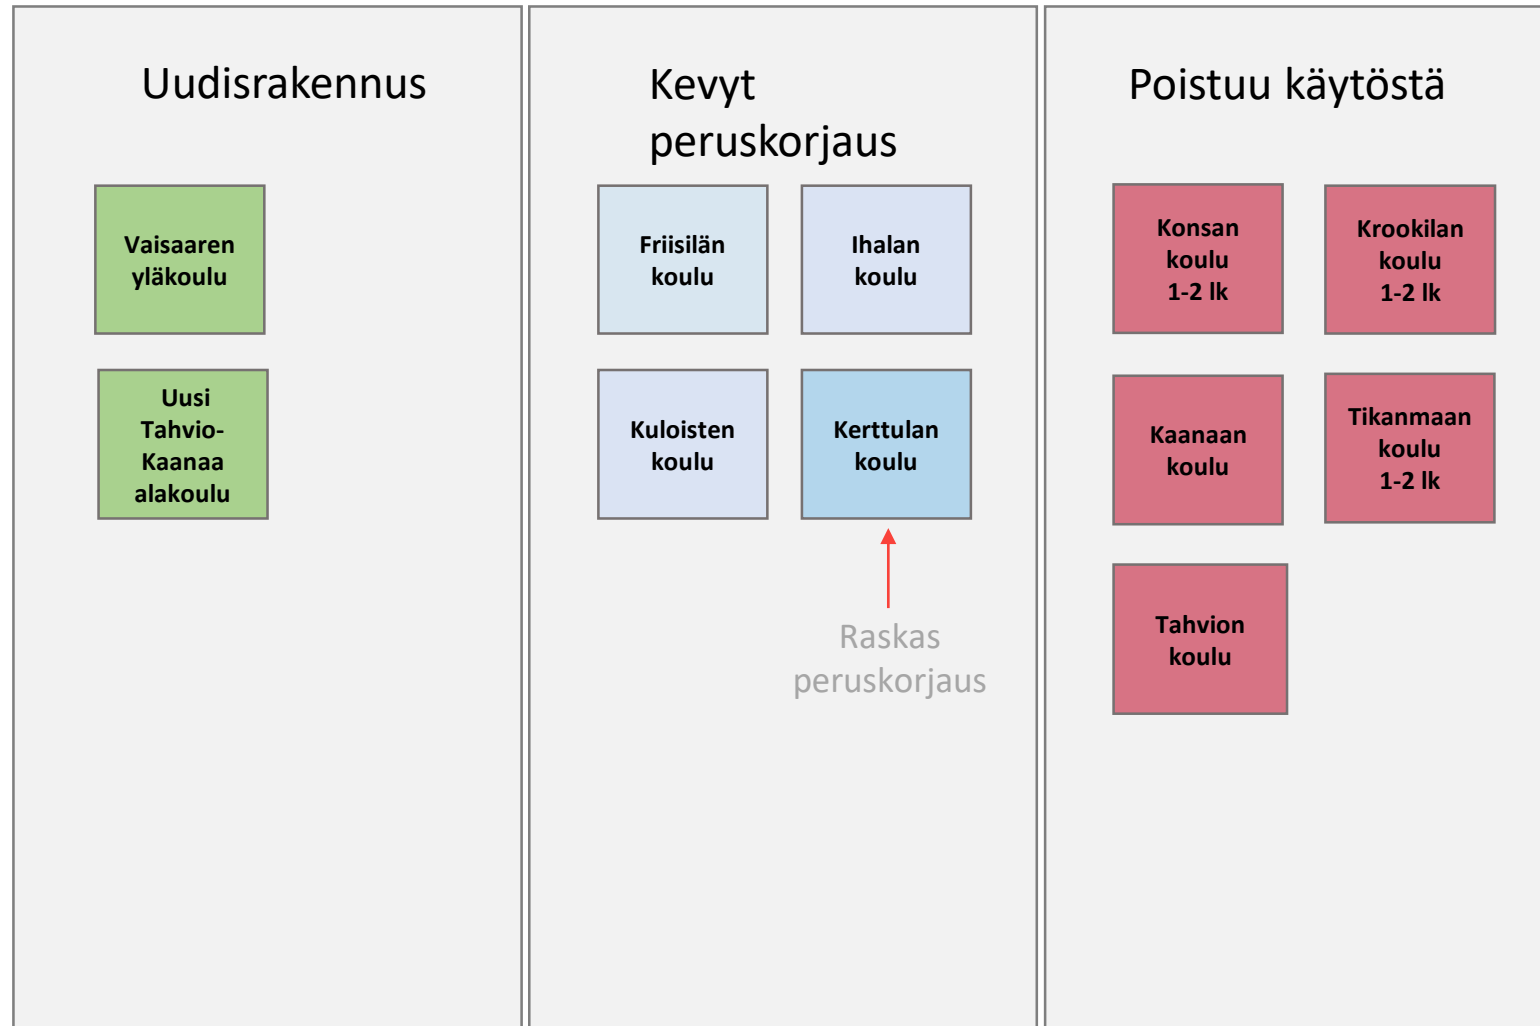 Uudisrakennus
Vaisaaren
yläkoulu
Uusi
Tahvio-
Kaanaa
alakoulu
Kevyt
peruskorjaus
Friisilän
koulu
Ihalan
koulu
Kuloisten
koulu
Kerttulan
koulu
Raskas
peruskorjaus
Poistuu käytöstä
Konsan
koulu
1-2 lk
Krookilan
koulu
1-2 lk
Kaanaan
koulu
Tikanmaan
koulu
1-2 lk
Tahvion
koulu